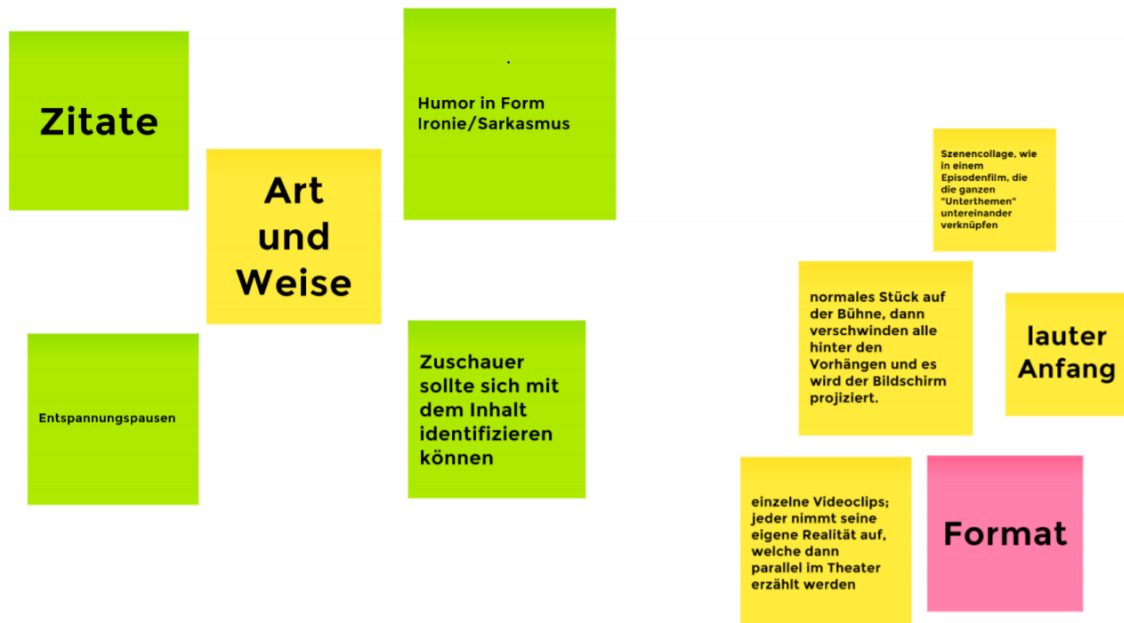 Zitate
Humor in Form
Ironie/Sarkasmus
Art
und
Weise
Entspannungspausen
Zuschauer
sollte sich mit
dem Inhalt
identifizieren
können
Szenencollage, wie
in einem
Episodenfilm, die
die ganzen
"Unterthemen"
untereinander
verknüpfen
normales Stück auf
der Bühne, dann
verschwinden alle
hinter den
Vorhängen und es
wird der Bildschirm
projiziert.
lauter
Anfang
einzelne Videoclips;
jeder nimmt seine
eigene Realität auf,
welche dann
parallel im Theater
erzählt werden
Format